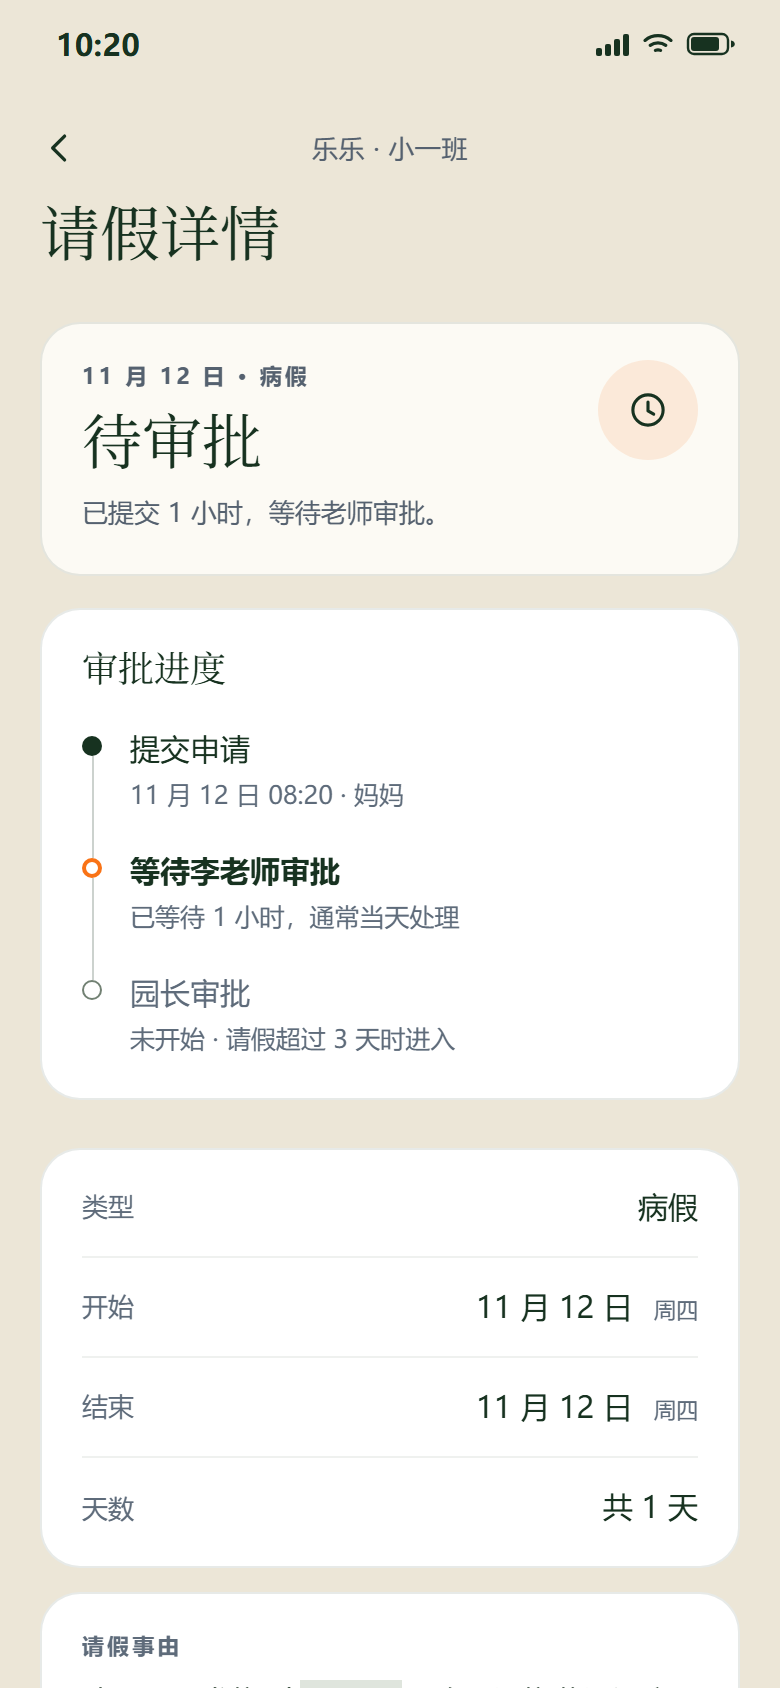 10:20
乐乐 · 小一班
请假详情
11 月 12 日 · 病假
待审批
已提交 1 小时，等待老师审批。
审批进度
提交申请
11 月 12 日 08:20 · 妈妈
等待李老师审批
已等待 1 小时，通常当天处理
园长审批
未开始 · 请假超过 3 天时进入
类型 病假
开始 11 月 12 日 周四
结束 11 月 12 日 周四
天数 共 1 天
请假事由